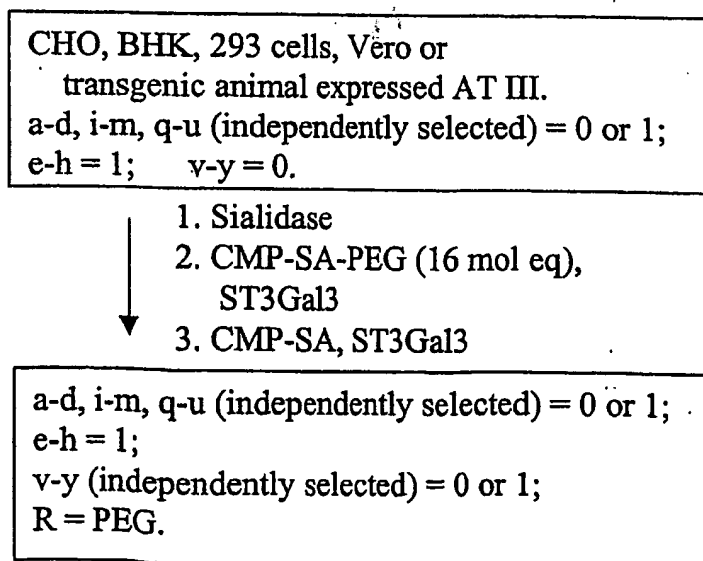 CHO, BHK, 293 cells, Vero or
transgenic animal expressed AT III.
a-d, i-m, q-u (independently selected) = 0 or 1;
e-h = 1; v-y = 0.
1. Sialidase
2. CMP-SA-PEG (16 mol eq),
ST3Gal3
3. CMP-SA, ST3Gal3
a-d, i-m, q-u (independently selected) = 0 or 1;
e-h = 1;
v-y (independently selected) = 0 or 1;
R = PEG.